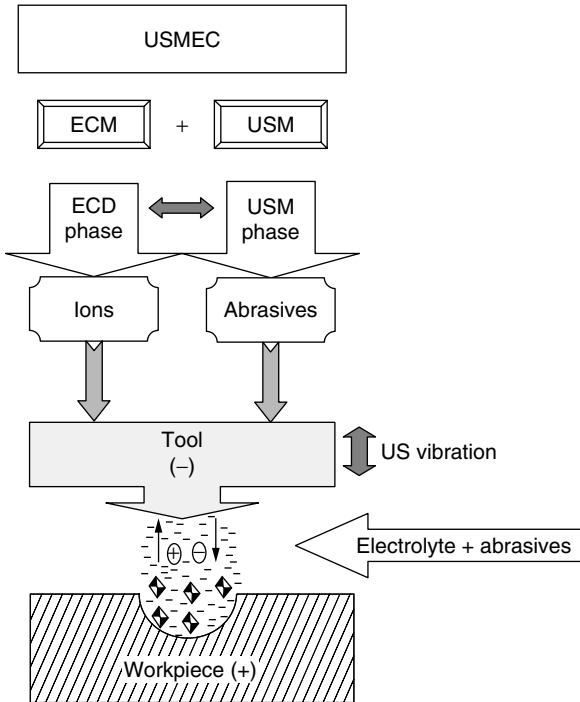 USMEC
ECM + USM
ECD
phase
USM
phase
Ions
Abrasives
Tool
(−)
US vibration
+ −
Electrolyte + abrasives
Workpiece (+)